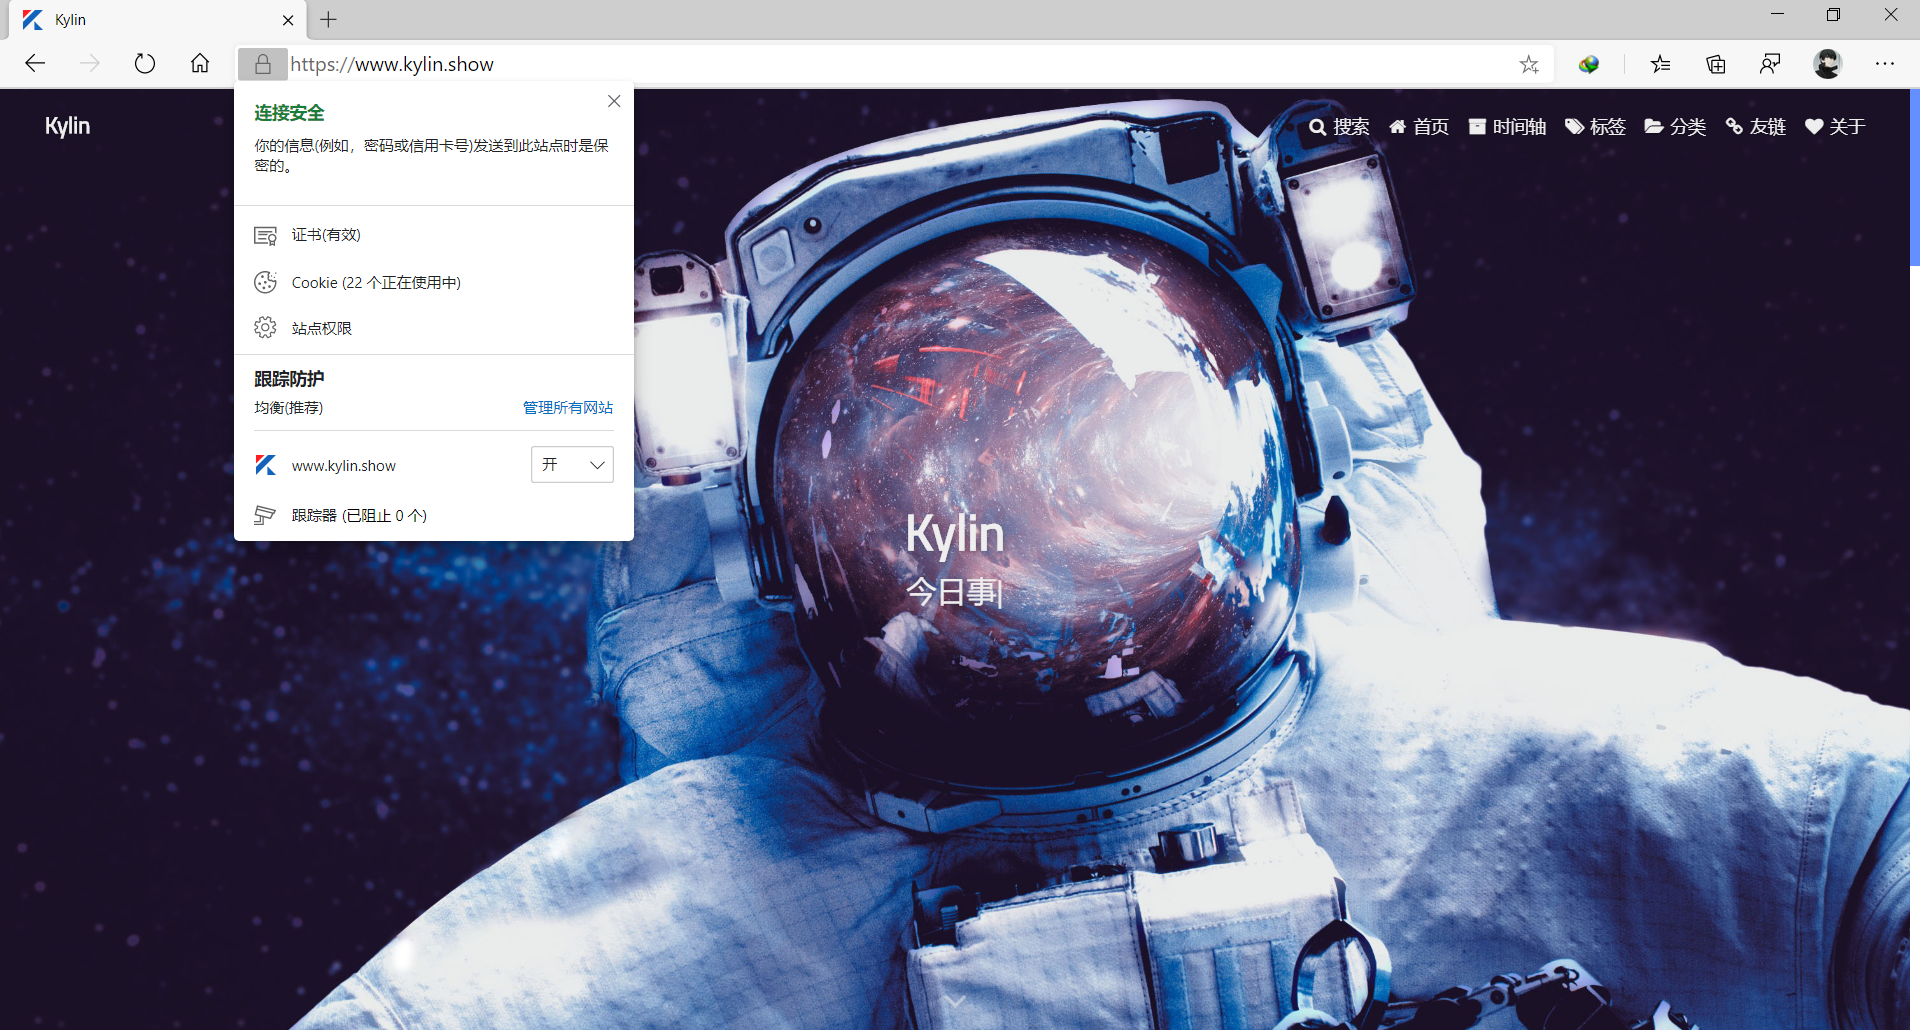 Kylin
https://www.kylin.show
连接安全
你的信息(例如，密码或信用卡号)发送到此站点时是保
密的。
证书(有效)
Cookie (22 个正在使用中)
站点权限
跟踪防护
均衡(推荐)
管理所有网站
www.kylin.show
开
跟踪器 (已阻止 0 个)
Kylin
搜索
首页
时间轴
标签
分类
友链
关于
Kylin
今日事|